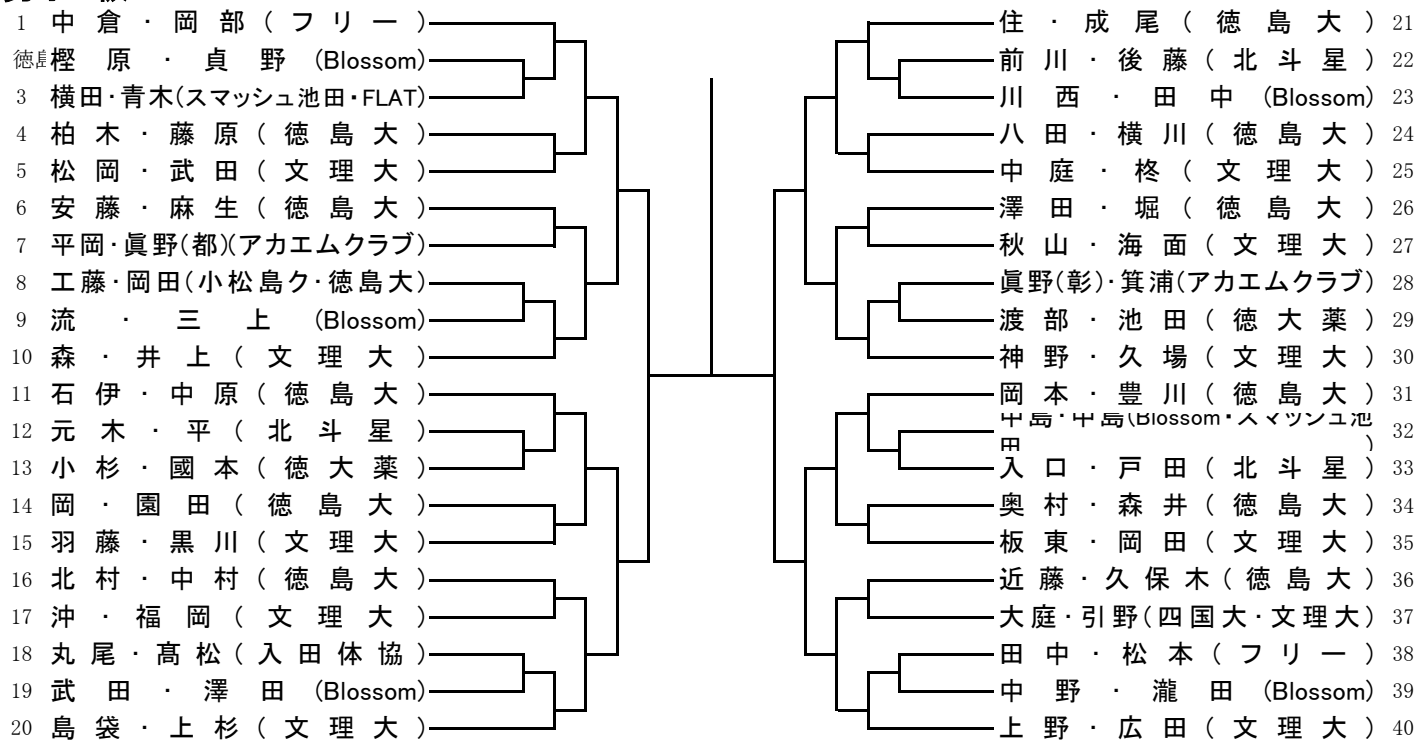 1 中倉・岡部(フリー)
徳島 樫原・貞野 (Blossom)
3 横田・青木(スマッシュ池田・FLAT)
4 柏木・藤原(徳島大)
5 松岡・武田(文理大)
6 安藤・麻生(徳島大)
7 平岡・眞野(都)(アカエムクラブ)
8 工藤・岡田(小松島ク・徳島大)
9 流・三上 (Blossom)
10 森・井上(文理大)
11 石伊・中原(徳島大)
12 元木・平(北斗星)
13 小杉・國本(徳大薬)
14 岡・園田(徳島大)
15 羽藤・黒川(文理大)
16 北村・中村(徳島大)
17 沖・福岡(文理大)
18 丸尾・髙松(入田体協)
19 武田・澤田 (Blossom)
20 島袋・上杉(文理大)
住・成尾(徳島大) 21
前川・後藤(北斗星) 22
川西・田中 (Blossom) 23
八田・横川(徳島大) 24
中庭・柊(文理大) 25
澤田・堀(徳島大) 26
秋山・海面(文理大) 27
眞野(彰)・箕浦(アカエムクラブ) 28
渡部・池田(徳大薬) 29
神野・久場(文理大) 30
岡本・豊川(徳島大) 31
中島・中島(Blossom・スマッシュ池
田) 32
入口・戸田(北斗星) 33
奥村・森井(徳島大) 34
板東・岡田(文理大) 35
近藤・久保木(徳島大) 36
大庭・引野(四国大・文理大) 37
田中・松本(フリー) 38
中野・瀧田 (Blossom) 39
上野・広田(文理大) 40